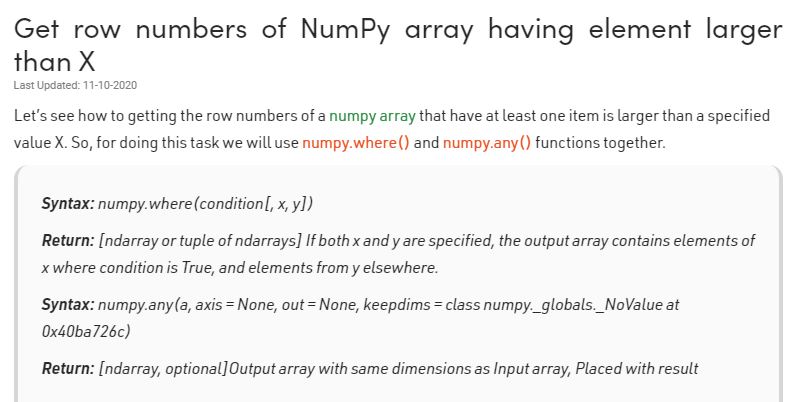 Get row numbers of NumPy array having element larger
than X
Last Updated: 11-10-2020
Let's see how to getting the row numbers of a numpy array that have at least one item is larger than a specified
value X. So, for doing this task we will use numpy.where() and numpy.any() functions together.
Syntax: numpy.where(condition[, x, y])
Return: [ndarray or tuple of ndarrays] If both x and y are specified, the output array contains elements of
x where condition is True, and elements from y elsewhere.
Syntax: numpy.any(a, axis = None, out = None, keepdims = class numpy._globals._NoValue at
0x40ba726c)
Return: [ndarray, optional]Output array with same dimensions as Input array, Placed with result